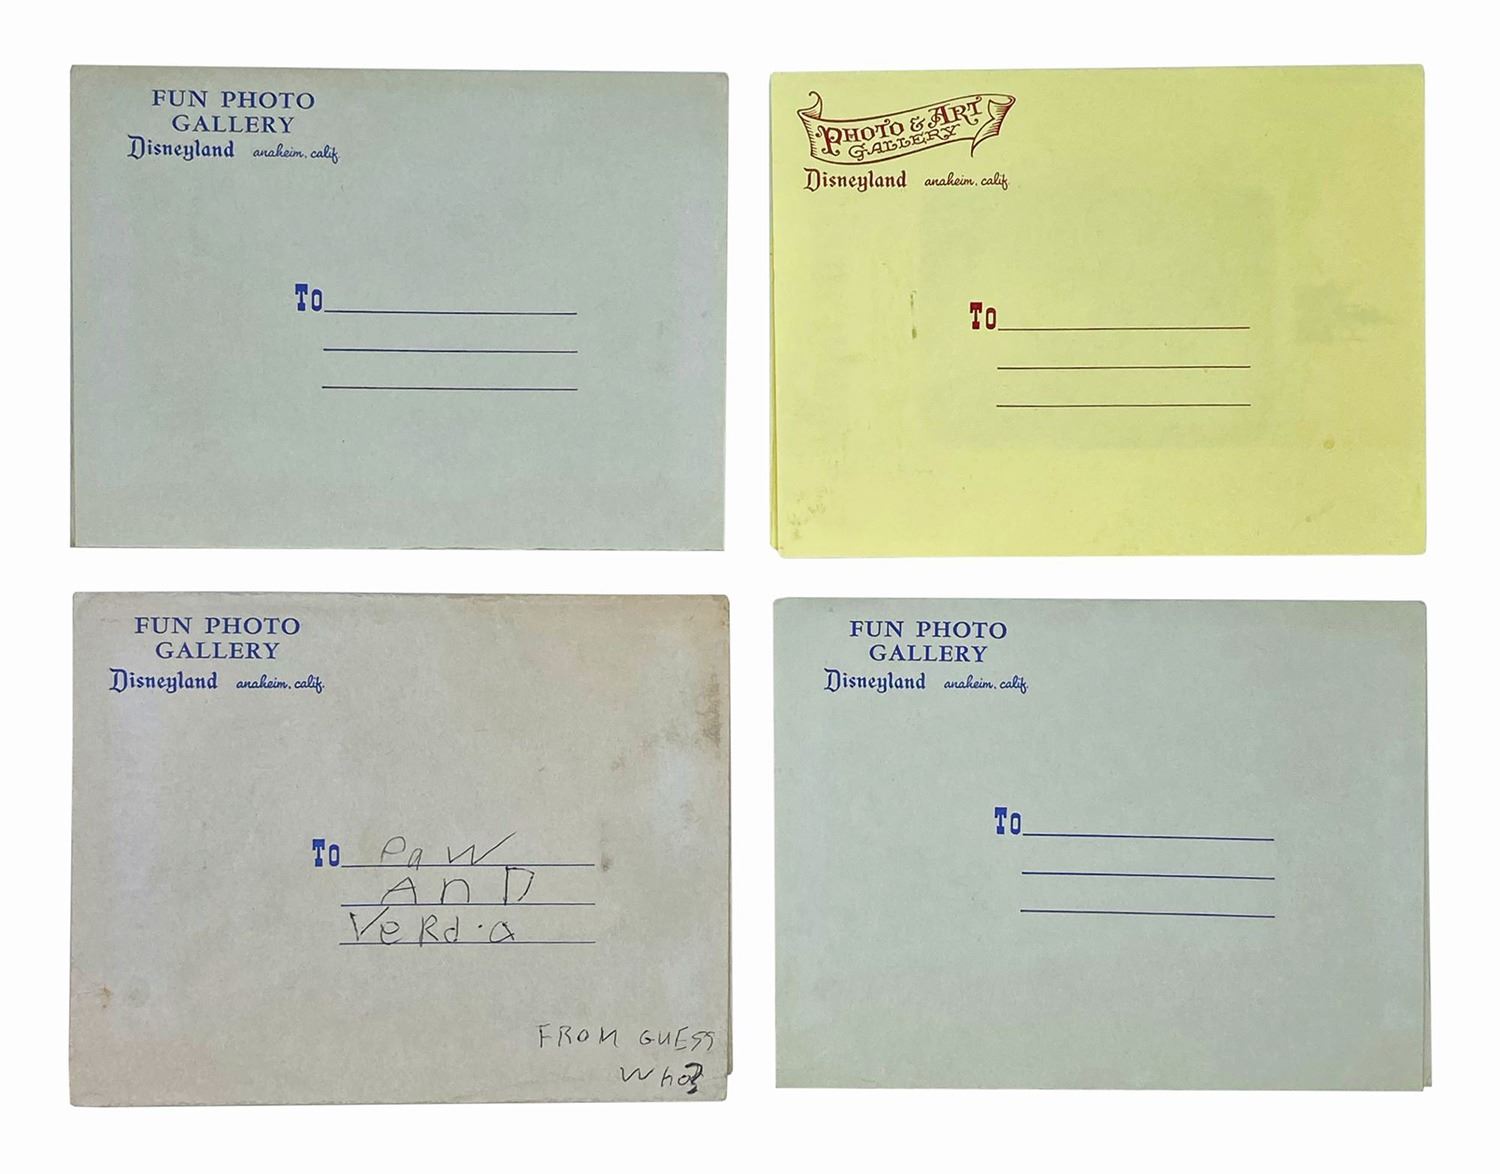 FUN PHOTO
GALLERY
Disneyland anaheim, calif.
To
PHOTO & ART
GALLERY
Disneyland anaheim, calif.
To
FUN PHOTO
GALLERY
Disneyland anaheim, calif.
To Paw
AnD
VeRdia
FROM GUESS
Who?
FUN PHOTO
GALLERY
Disneyland anaheim, calif.
To